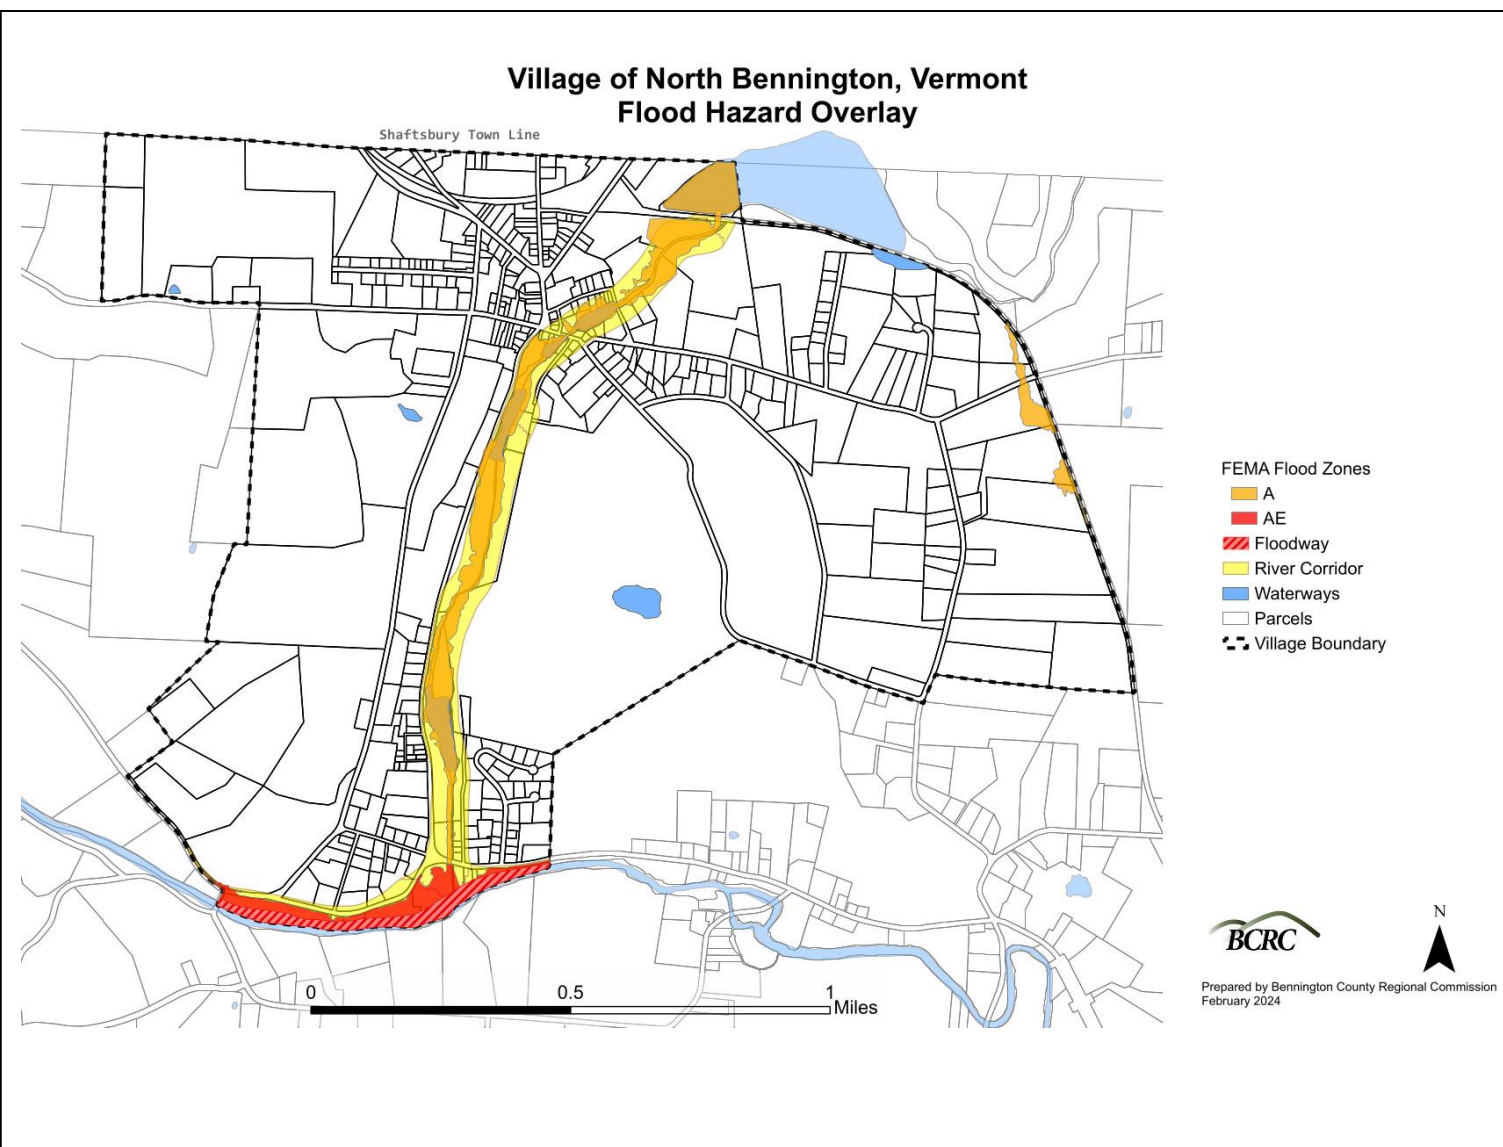 Village of North Bennington, Vermont
Flood Hazard Overlay
Shaftsbury Town Line
FEMA Flood Zones
A
AE
Floodway
River Corridor
Waterways
Parcels
Village Boundary
BCRC
N
Prepared by Bennington County Regional Commission
February 2024
0 0.5 1
Miles